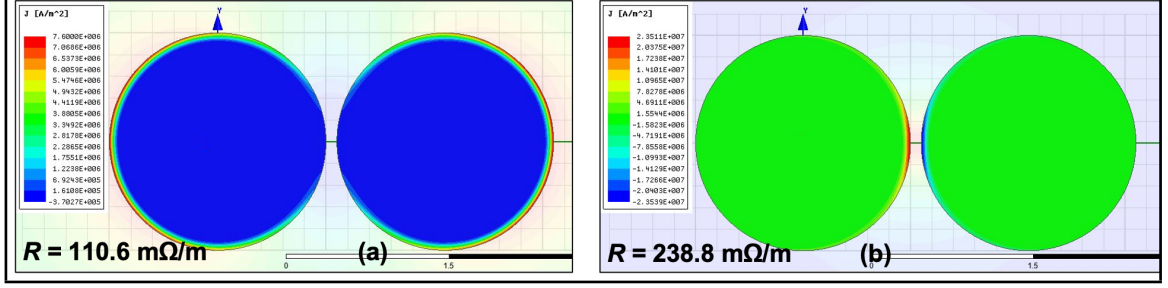 J [A/m^2]
7.6000E+006
7.0686E+006
6.5373E+006
6.0059E+006
5.4746E+006
4.9432E+006
4.4119E+006
3.8805E+006
3.3492E+006
2.8178E+006
2.2865E+006
1.7551E+006
1.2238E+006
6.9243E+005
1.6108E+005
-3.7027E+005
Y
R = 110.6 mΩ/m
(a)
0
1.5
J [A/m^2]
2.3511E+007
2.0375E+007
1.7238E+007
1.4101E+007
1.0965E+007
7.8278E+006
4.6911E+006
1.5544E+006
-1.5823E+006
-4.7191E+006
-7.8558E+006
-1.0993E+007
-1.4129E+007
-1.7266E+007
-2.0403E+007
-2.3539E+007
Y
R = 238.8 mΩ/m
(b)
0
1.5